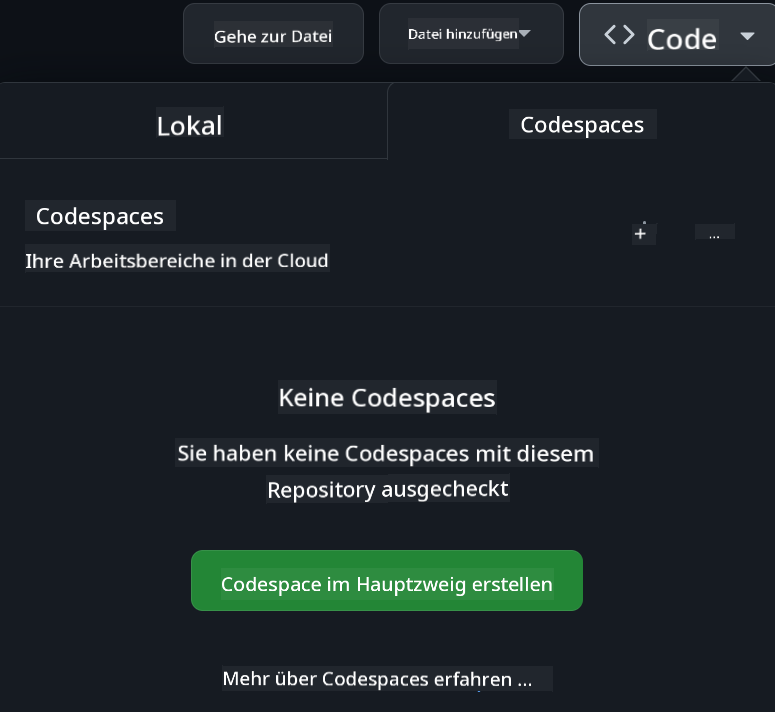 Gehe zur Datei
Datei hinzufügen
<> Code
Lokal
Codespaces
Codespaces
Ihre Arbeitsbereiche in der Cloud
+ ...
Keine Codespaces
Sie haben keine Codespaces mit diesem
Repository ausgecheckt
Codespace im Hauptzweig erstellen
Mehr über Codespaces erfahren ...